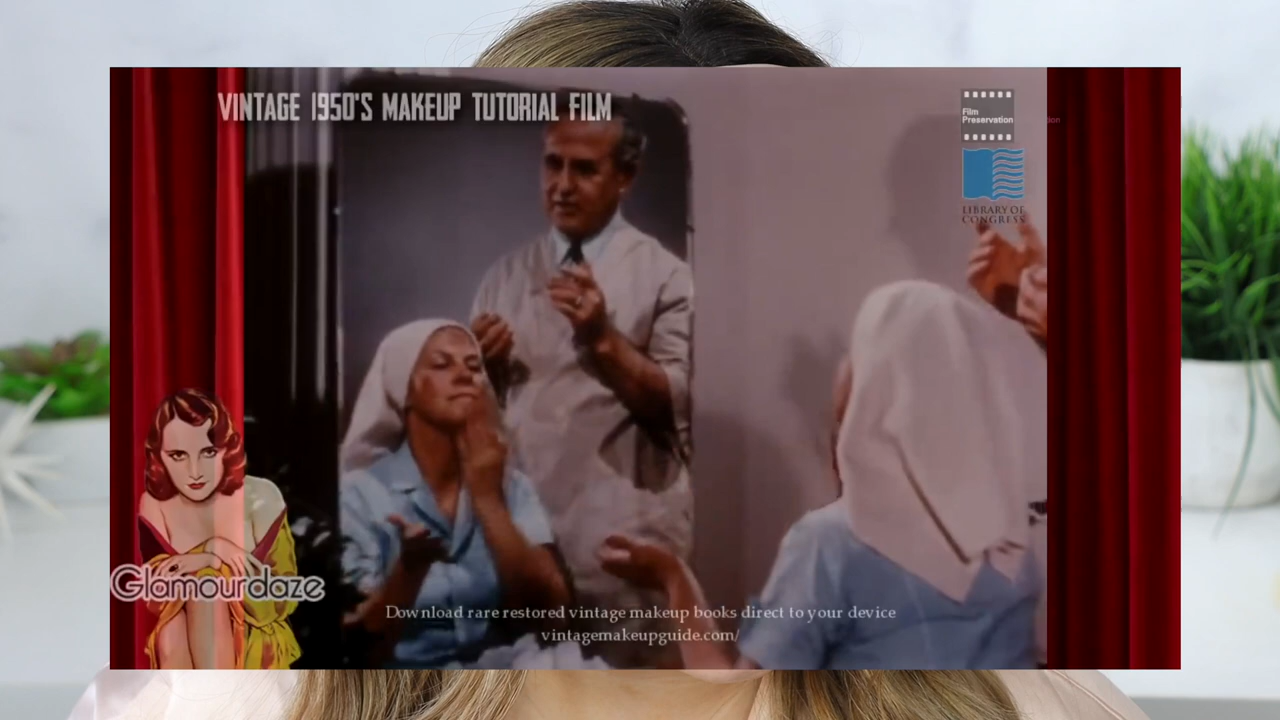 VINTAGE 1950'S MAKEUP TUTORIAL FILM
Film
Preservation
LIBRARY OF
CONGRESS
Glamourdaze
Download rare restored vintage makeup books direct to your device
vintagemakeupguide.com/